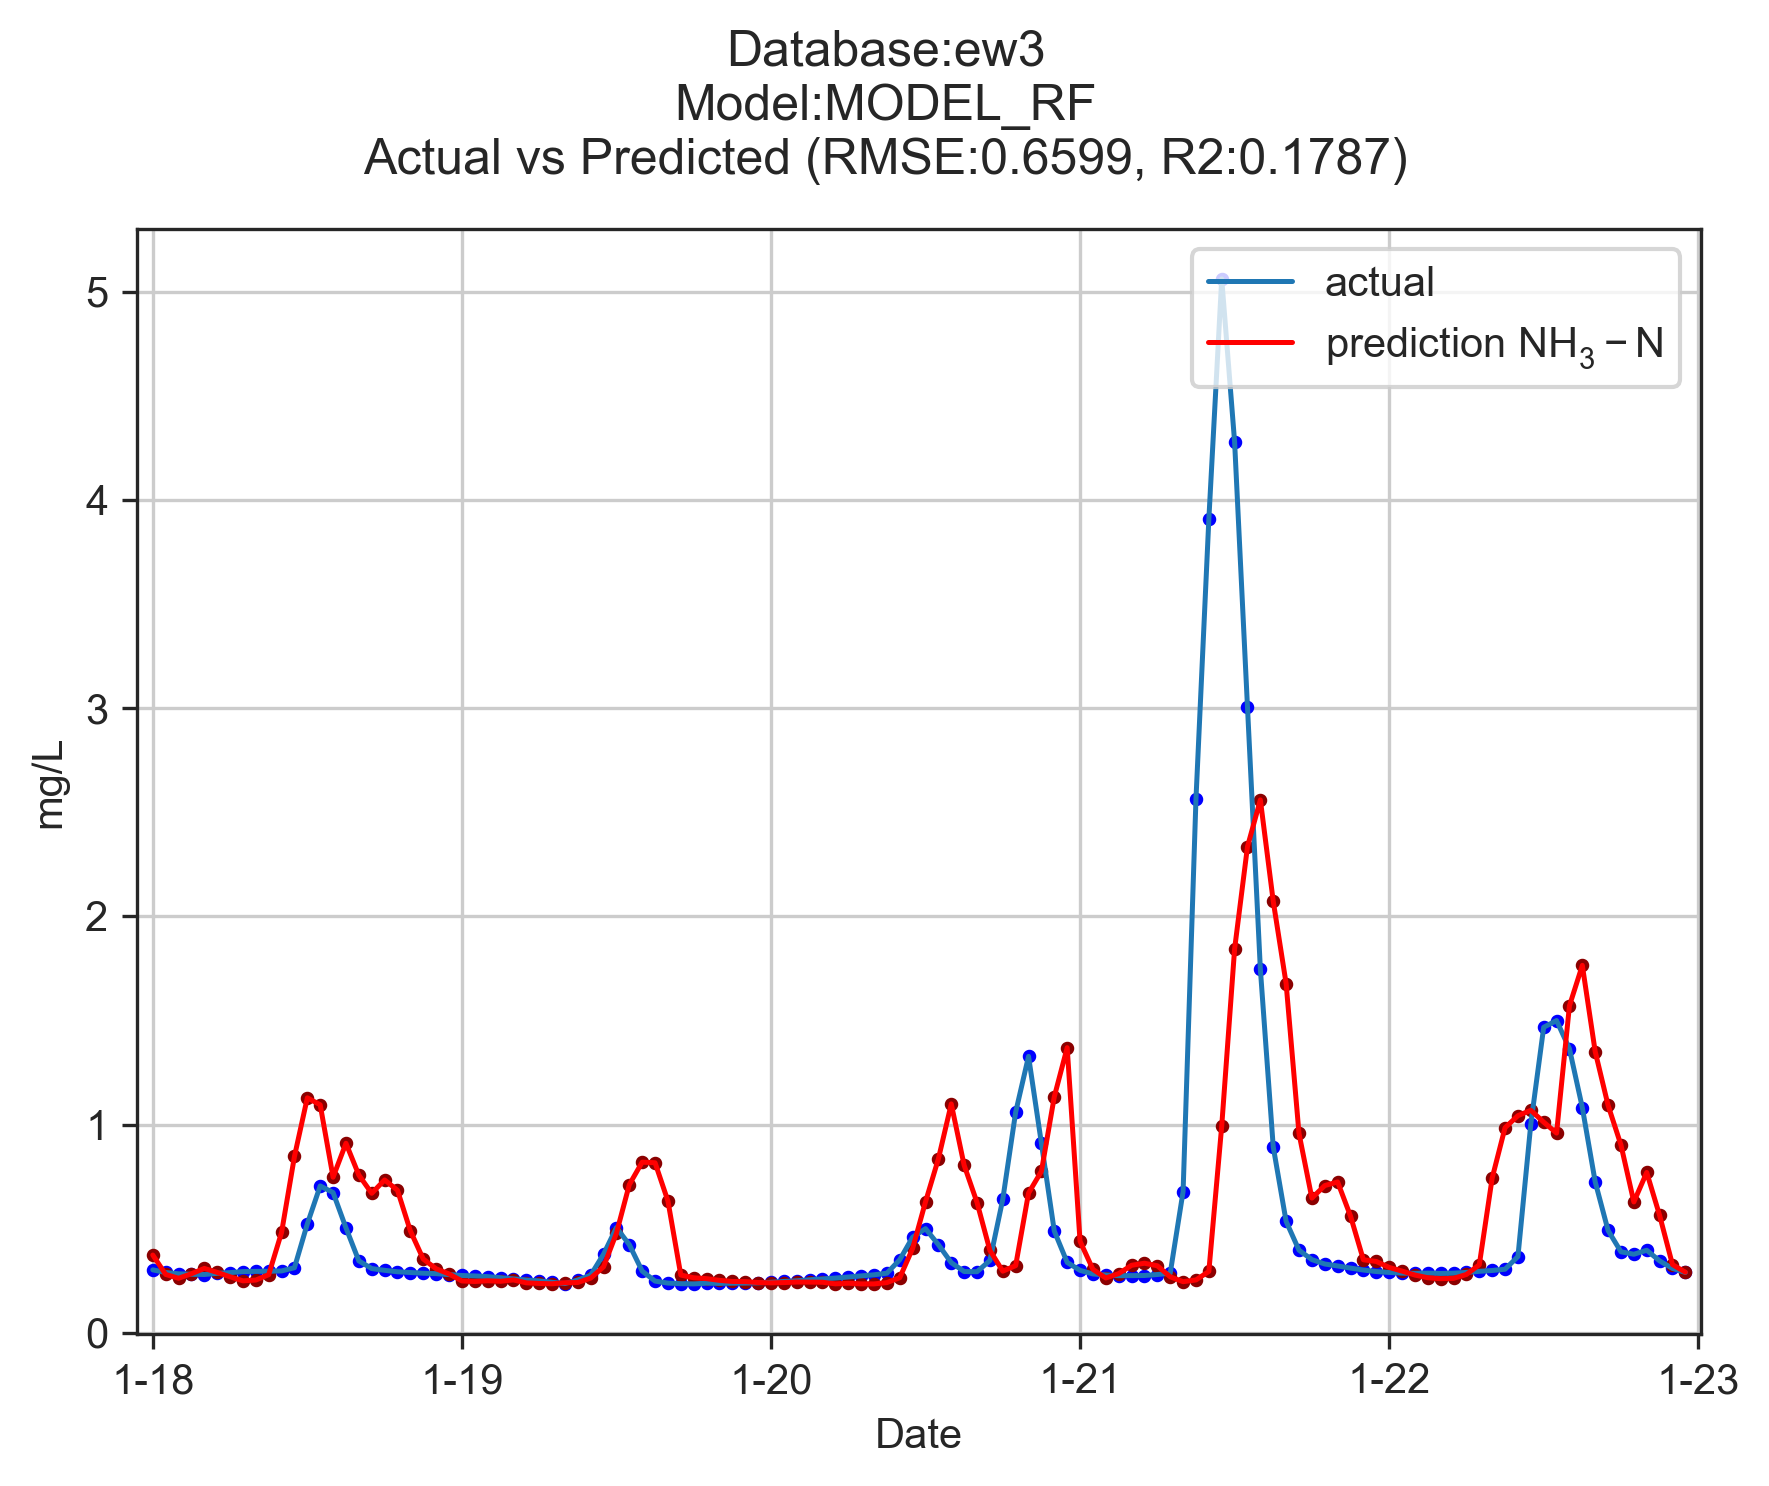 Database:ew3
Model:MODEL_RF
Actual vs Predicted (RMSE:0.6599, R2:0.1787)
actual
prediction NH₃ − N
5
4
3
2
1
0
mg/L
1-18 1-19 1-20 1-21 1-22 1-23
Date